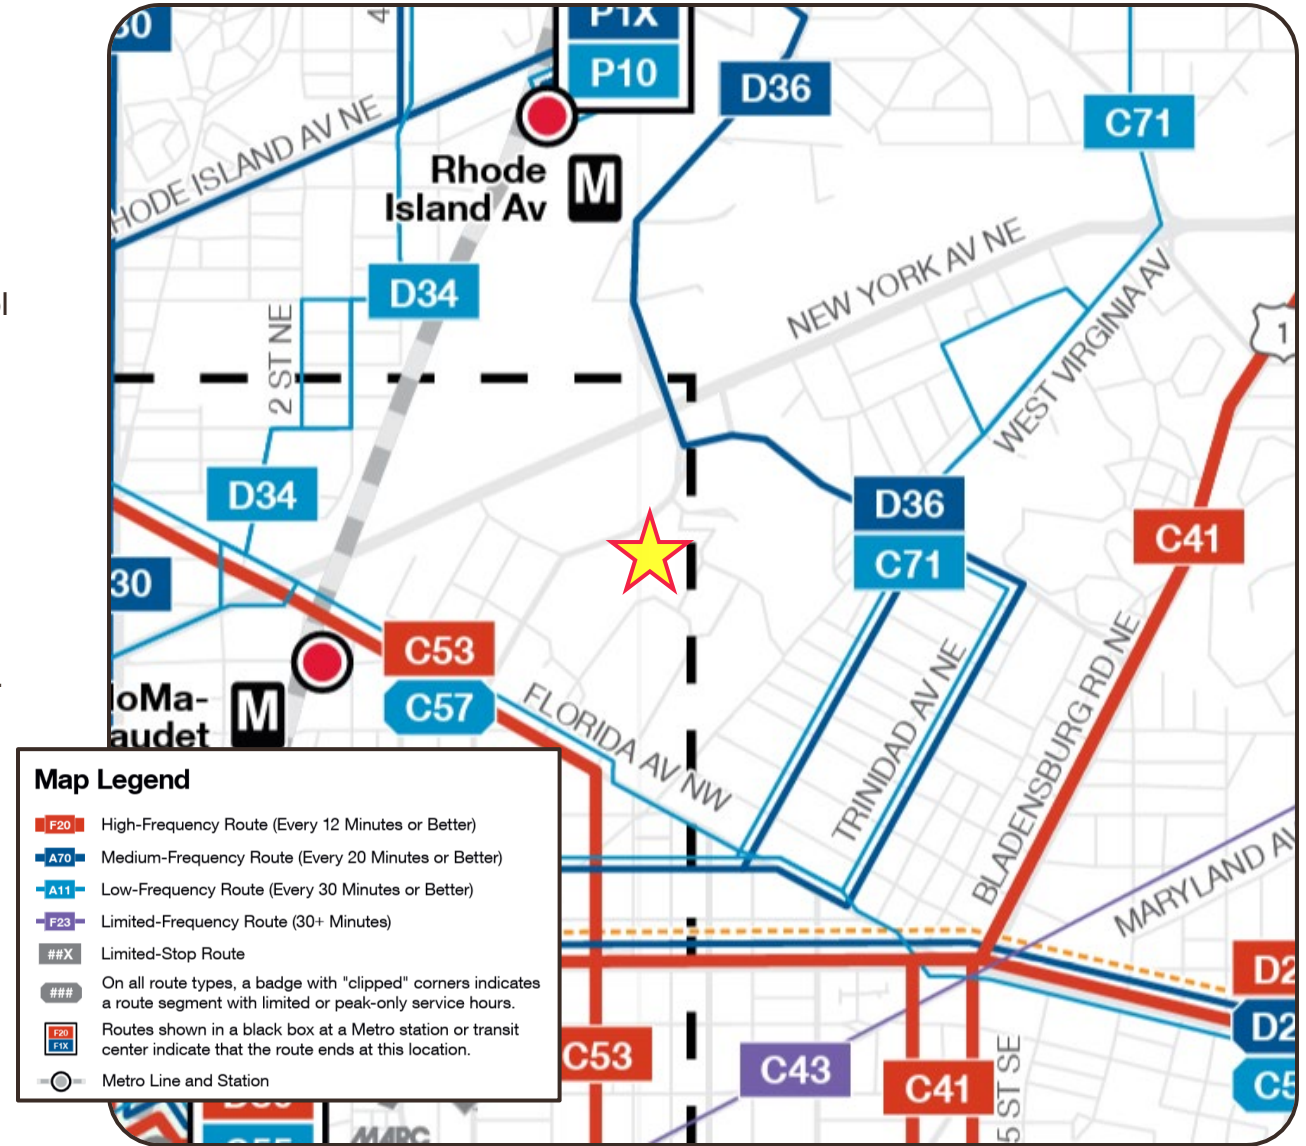 4
P1X
P10
D36
C71
RHODE ISLAND AV NE
Rhode
Island Av
M
D34
2 ST NE
NEW YORK AV NE
WEST VIRGINIA AV
1
D34
D36
C71
C41
30
C53
C57
M
audet
FLORIDA AV NW
TRINIDAD AV NE
BLADENSBURG RD NE
MARYLAND AV
Map Legend
F20 High-Frequency Route (Every 12 Minutes or Better)
A70 Medium-Frequency Route (Every 20 Minutes or Better)
A11 Low-Frequency Route (Every 30 Minutes or Better)
F23 Limited-Frequency Route (30+ Minutes)
##X Limited-Stop Route
### On all route types, a badge with "clipped" corners indicates
a route segment with limited or peak-only service hours.
F20 Routes shown in a black box at a Metro station or transit
F1X center indicate that the route ends at this location.
Metro Line and Station
D2
D2
C5
C53
C43
C41
5 ST SE
MARC